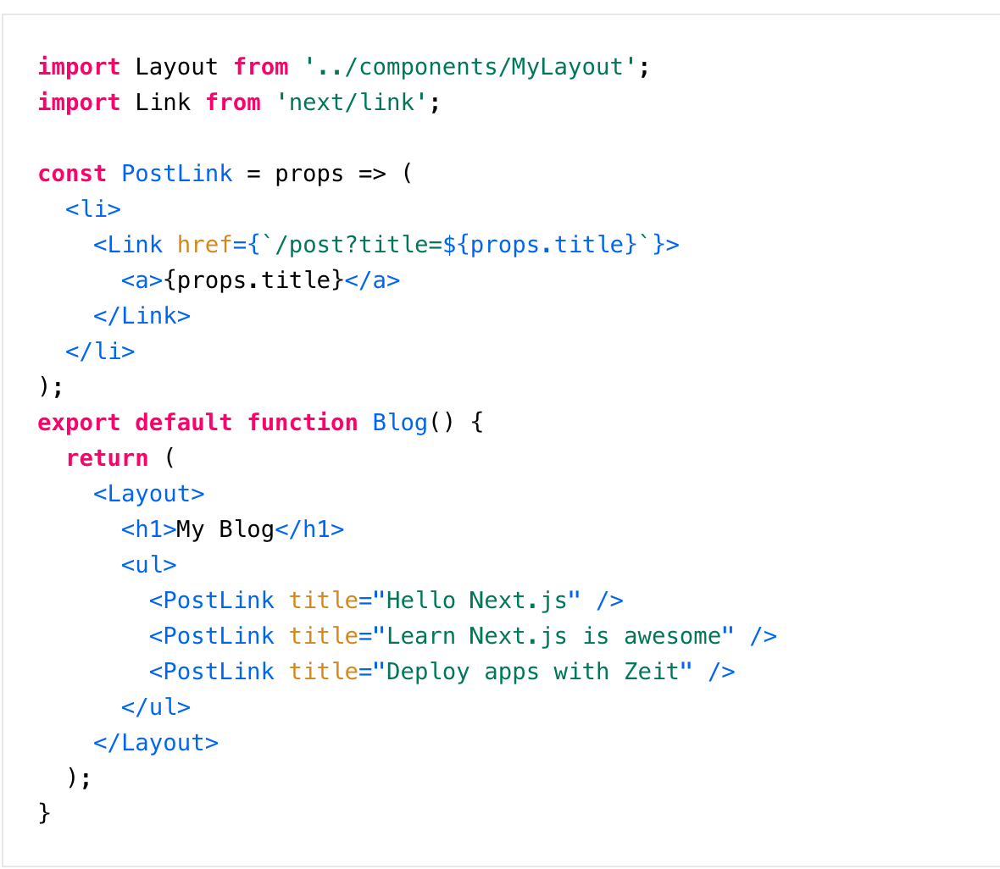 import Layout from '../components/MyLayout';
import Link from 'next/link';

const PostLink = props => (
  <li>
    <Link href={`/post?title=${props.title}`}>
      <a>{props.title}</a>
    </Link>
  </li>
);
export default function Blog() {
  return (
    <Layout>
      <h1>My Blog</h1>
      <ul>
        <PostLink title="Hello Next.js" />
        <PostLink title="Learn Next.js is awesome" />
        <PostLink title="Deploy apps with Zeit" />
      </ul>
    </Layout>
  );
}